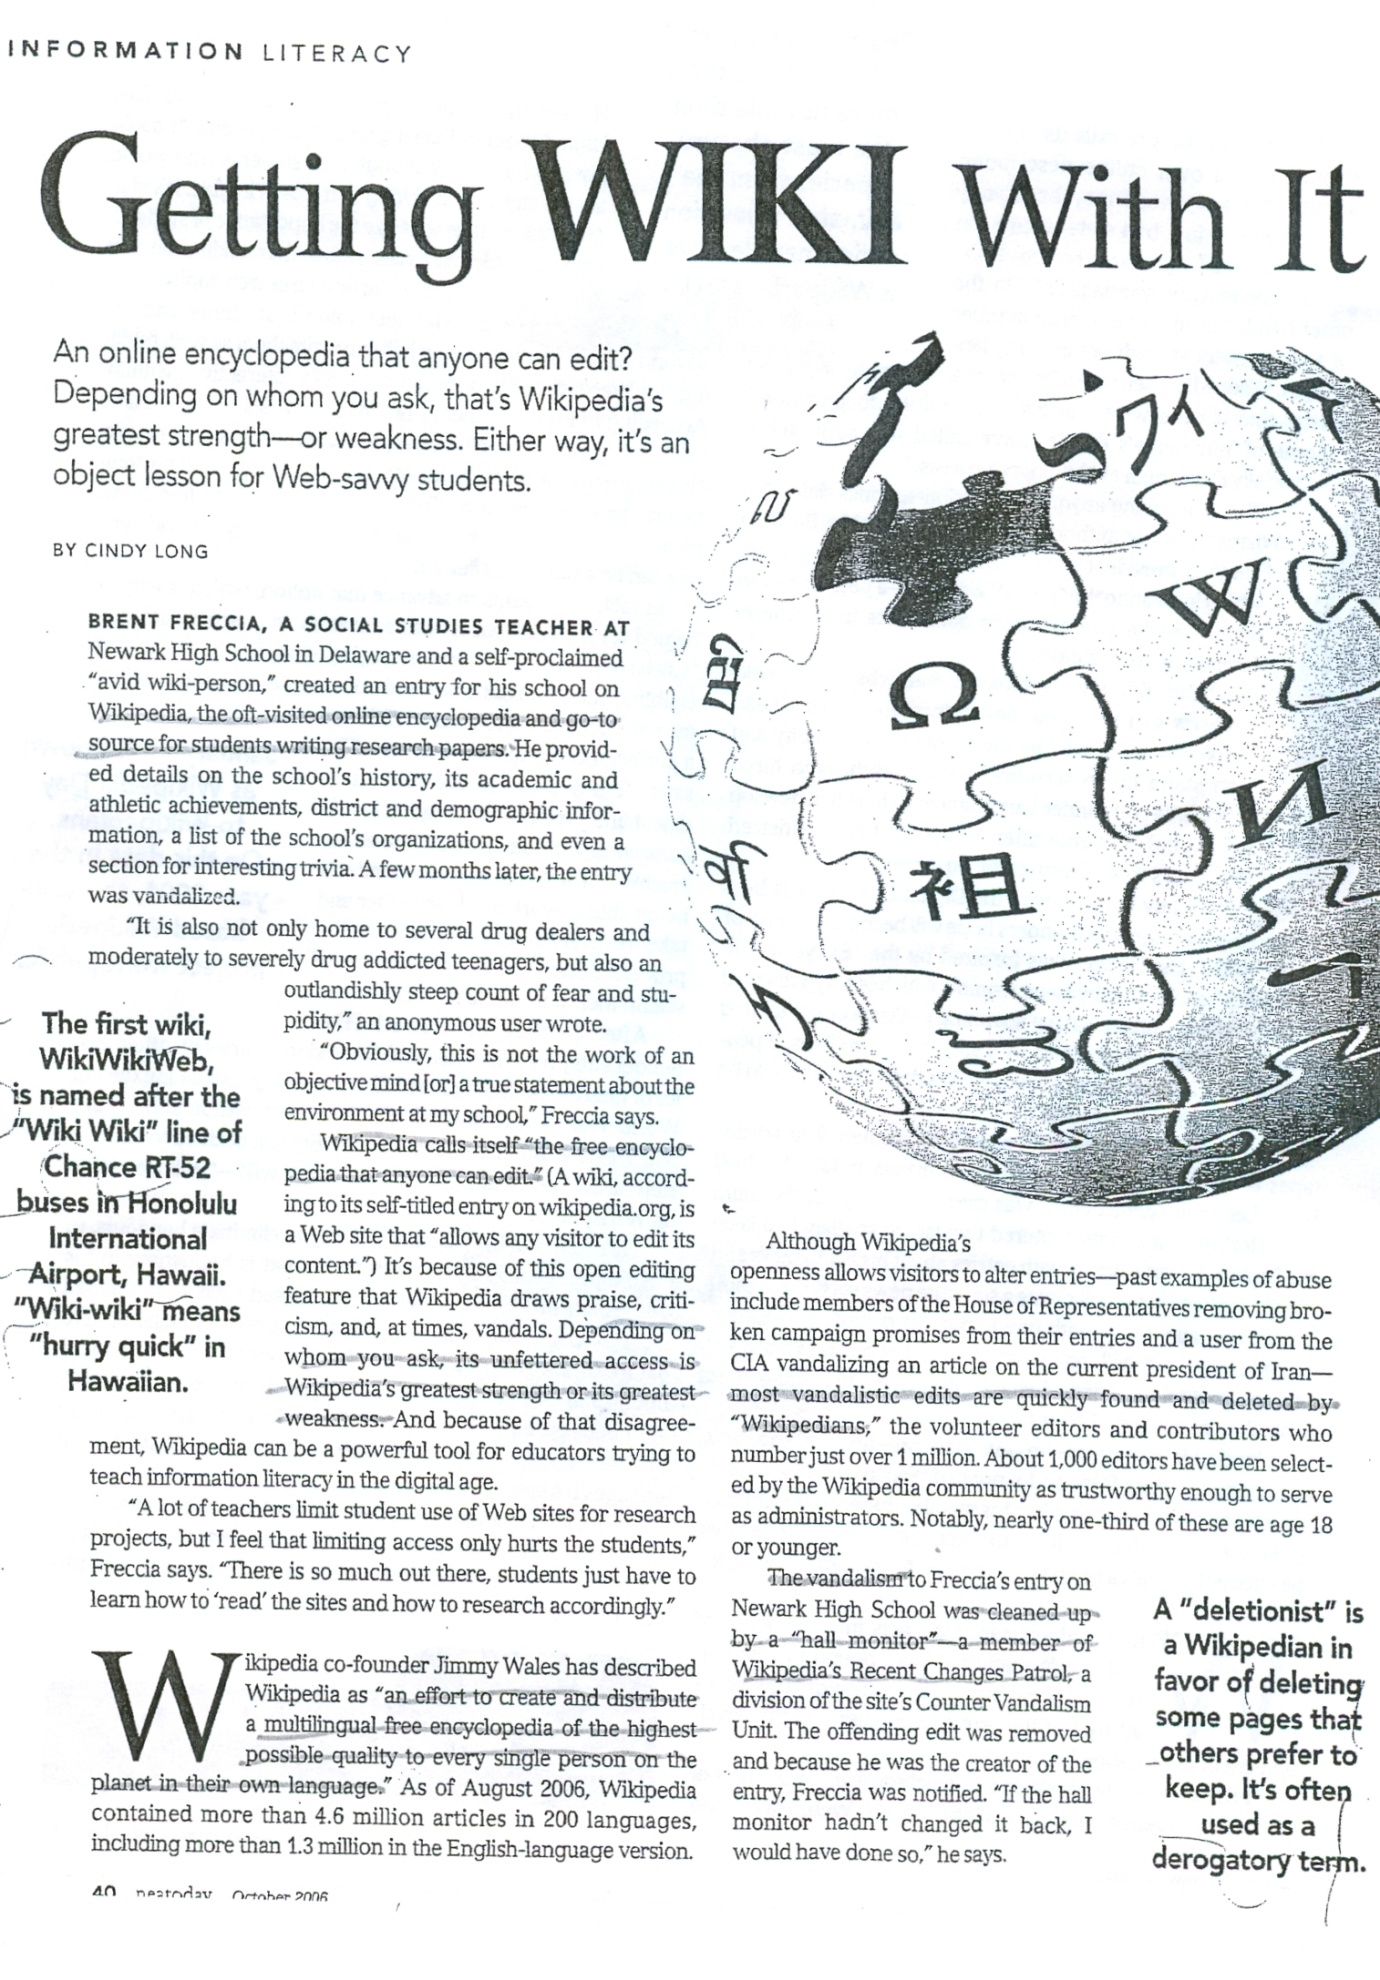 INFORMATION LITERACY
Getting WIKI With It
An online encyclopedia that anyone can edit?
Depending on whom you ask, that's Wikipedia's
greatest strength—or weakness. Either way, it's an
object lesson for Web-savvy students.
BY CINDY LONG
BRENT FRECCIA, A SOCIAL STUDIES TEACHER AT
Newark High School in Delaware and a self-proclaimed
"avid wiki-person," created an entry for his school on
Wikipedia, the oft-visited online encyclopedia and go-to
source for students writing research papers. He provid-
ed details on the school's history, its academic and
athletic achievements, district and demographic infor-
mation, a list of the school's organizations, and even a
section for interesting trivia. A few months later, the entry
was vandalized.
"It is also not only home to several drug dealers and
moderately to severely drug addicted teenagers, but also an
outlandishly steep count of fear and stu-
pidity," an anonymous user wrote.
"Obviously, this is not the work of an
objective mind [or] a true statement about the
environment at my school," Freccia says.
Wikipedia calls itself "the free encyclo-
pedia that anyone can edit." (A wiki, accord-
ing to its self-titled entry on wikipedia.org, is
a Web site that "allows any visitor to edit its
content.") It's because of this open editing
feature that Wikipedia draws praise, criti-
cism, and, at times, vandals. Depending on
whom you ask, its unfettered access is
Wikipedia's greatest strength or its greatest
weakness. And because of that disagree-
ment, Wikipedia can be a powerful tool for educators trying to
teach information literacy in the digital age.
"A lot of teachers limit student use of Web sites for research
projects, but I feel that limiting access only hurts the students,"
Freccia says. "There is so much out there, students just have to
learn how to 'read' the sites and how to research accordingly."
The first wiki,
WikiWikiWeb,
is named after the
"Wiki Wiki" line of
Chance RT-52
buses in Honolulu
International
Airport, Hawaii.
"Wiki-wiki" means
"hurry quick" in
Hawaiian.
Wikipedia co-founder Jimmy Wales has described
Wikipedia as "an effort to create and distribute
a multilingual free encyclopedia of the highest
possible quality to every single person on the
planet in their own language." As of August 2006, Wikipedia
contained more than 4.6 million articles in 200 languages,
including more than 1.3 million in the English-language version.
Ω
W
И
祖
ワィ
Although Wikipedia's
openness allows visitors to alter entries—past examples of abuse
include members of the House of Representatives removing bro-
ken campaign promises from their entries and a user from the
CIA vandalizing an article on the current president of Iran—
most vandalistic edits are quickly found and deleted by
"Wikipedians," the volunteer editors and contributors who
number just over 1 million. About 1,000 editors have been select-
ed by the Wikipedia community as trustworthy enough to serve
as administrators. Notably, nearly one-third of these are age 18
or younger.
The vandalism to Freccia's entry on
Newark High School was cleaned up
by a "hall monitor"—a member of
Wikipedia's Recent Changes Patrol, a
division of the site's Counter Vandalism
Unit. The offending edit was removed
and because he was the creator of the
entry, Freccia was notified. "If the hall
monitor hadn't changed it back, I
would have done so," he says.
A "deletionist" is
a Wikipedian in
favor of deleting
some pages that
others prefer to
keep. It's often
used as a
derogatory term.
40 neatoday October 2006